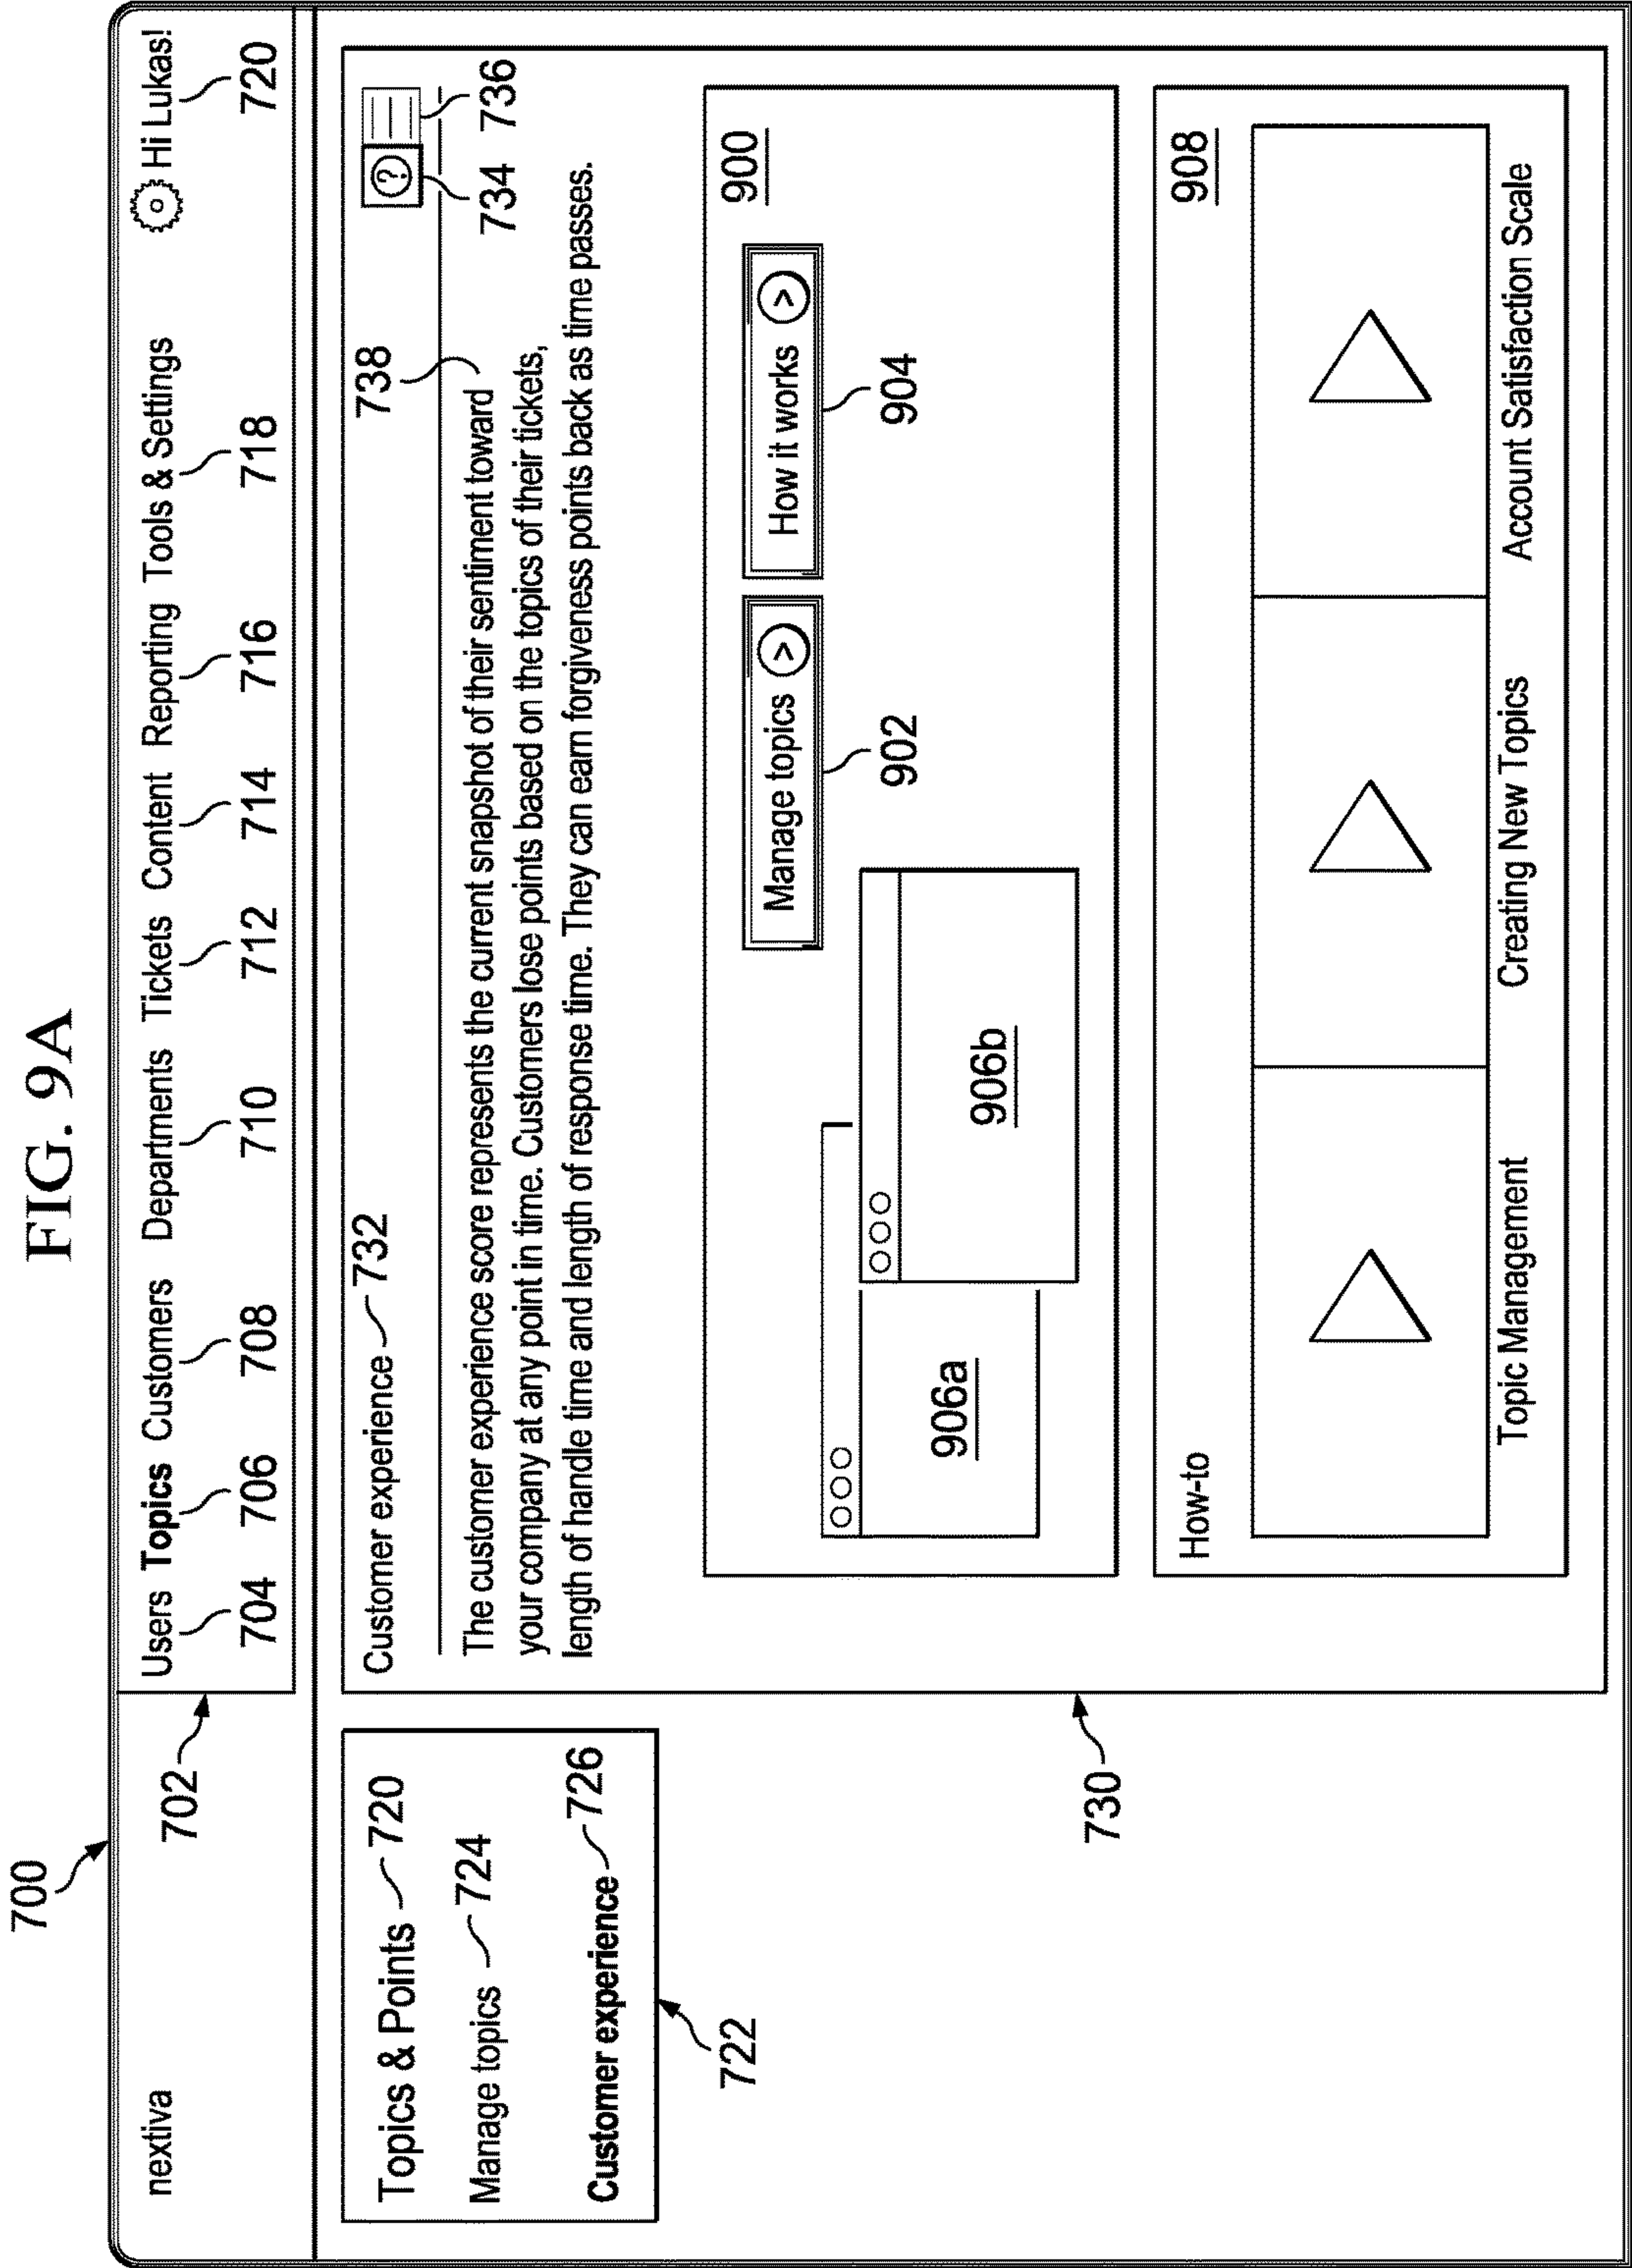 FIG. 9A
700
nextiva
702
Users Topics Customers Departments Tickets Content Reporting Tools & Settings Hi Lukas!
704 706 708 710 712 714 716 718 720
Topics & Points 720
Manage topics 724
Customer experience 726
722
730
Customer experience 732
738
?
734 736
The customer experience score represents the current snapshot of their sentiment toward
your company at any point in time. Customers lose points based on the topics of their tickets,
length of handle time and length of response time. They can earn forgiveness points back as time passes.
900
Manage topics > How it works >
902 904
906a 906b
How-to 908
Topic Management Creating New Topics Account Satisfaction Scale